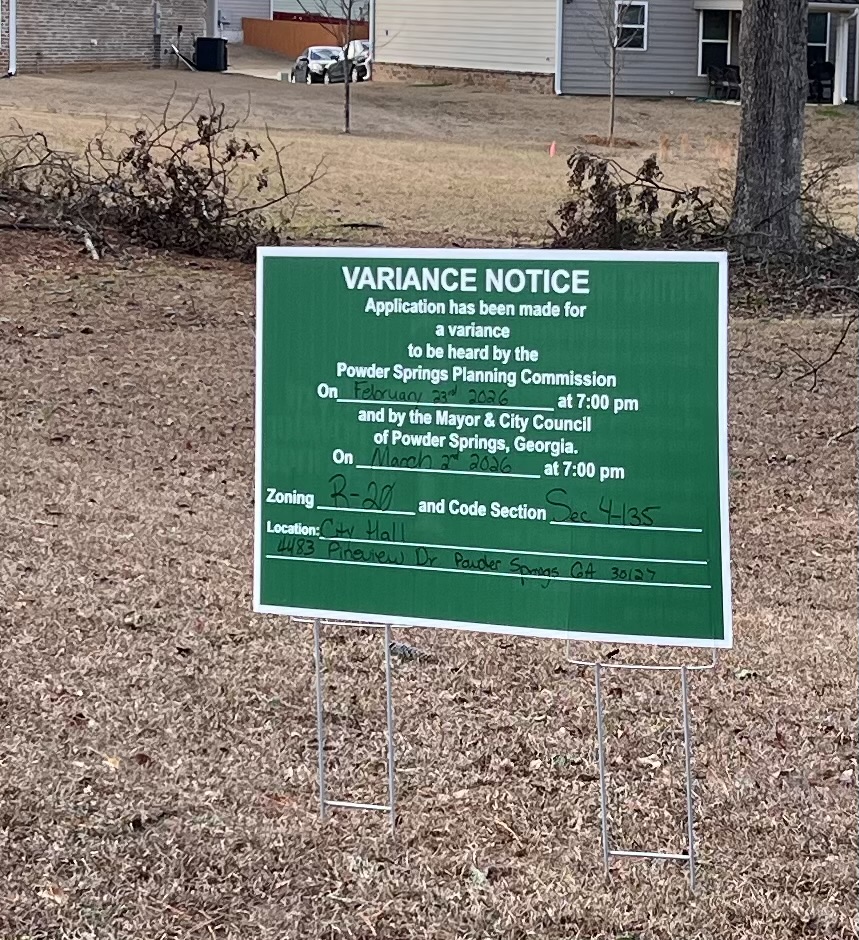 VARIANCE NOTICE
Application has been made for
a variance
to be heard by the
Powder Springs Planning Commission
On February 23rd 2026 at 7:00 pm
and by the Mayor & City Council
of Powder Springs, Georgia.
On March 2nd 2026 at 7:00 pm
Zoning R-20 and Code Section Sec 4-135
Location: City Hall
4483 Pineview Dr Powder Springs GA 30127